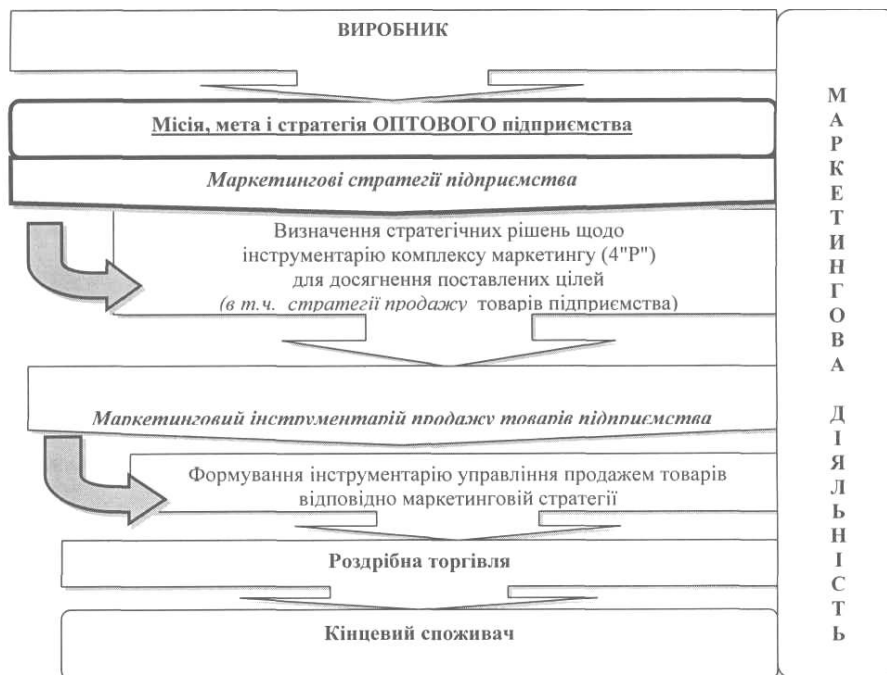 ВИРОБНИК
Місія, мета і стратегія ОПТОВОГО підприємства
Маркетингові стратегії підприємства
Визначення стратегічних рішень щодо
інструментарію комплексу маркетингу (4"Р")
для досягнення поставлених цілей
(в т.ч. стратегії продажу товарів підприємства)
Маркетинговий інструментарій продажу товарів підприємства
Формування інструментарію управління продажем товарів
відповідно маркетинговій стратегії
Роздрібна торгівля
Кінцевий споживач
МАРКЕТИНГОВА ДІЯЛЬНІСТЬ